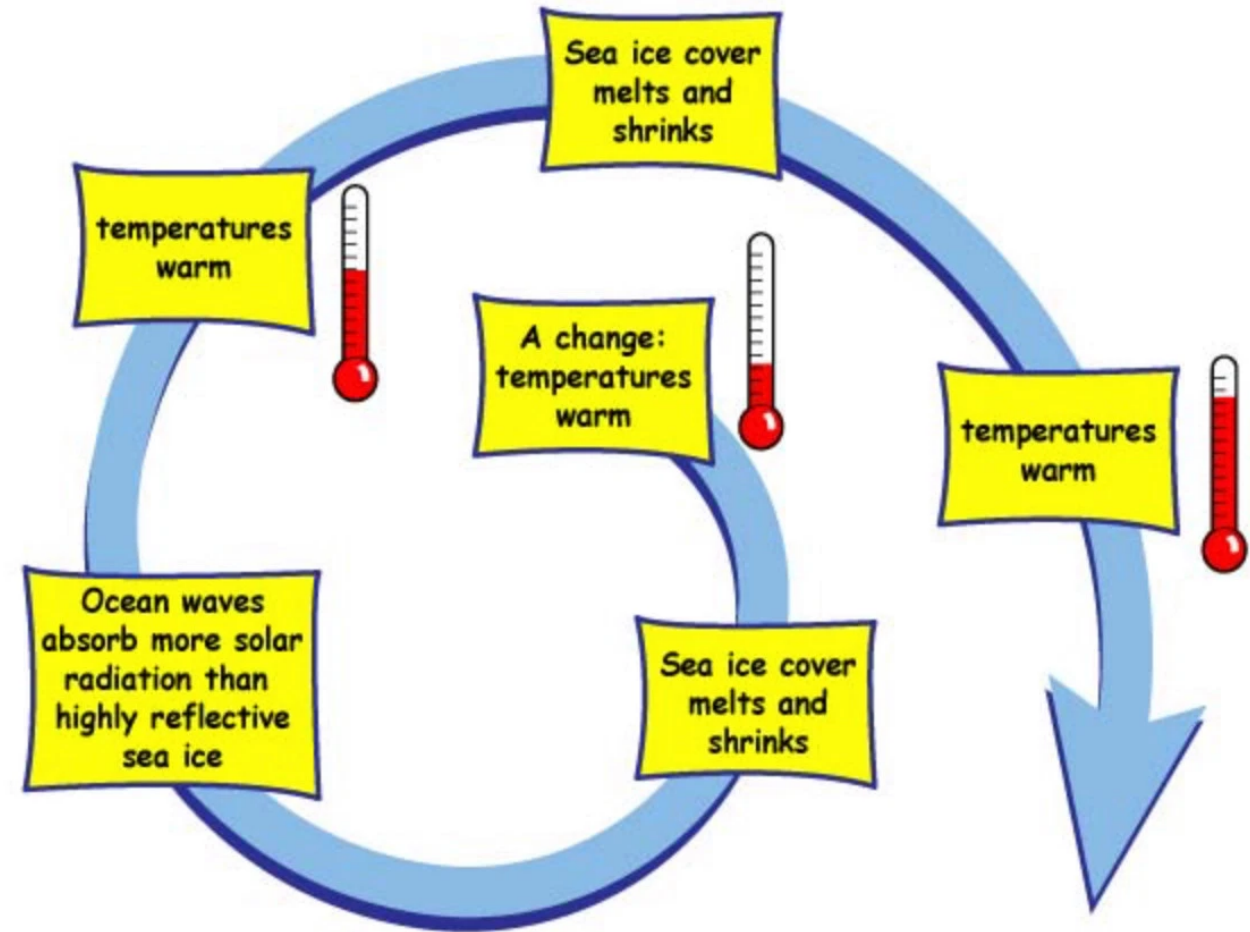 A change:
temperatures
warm
Sea ice cover
melts and
shrinks
Ocean waves
absorb more solar
radiation than
highly reflective
sea ice
temperatures
warm
Sea ice cover
melts and
shrinks
temperatures
warm